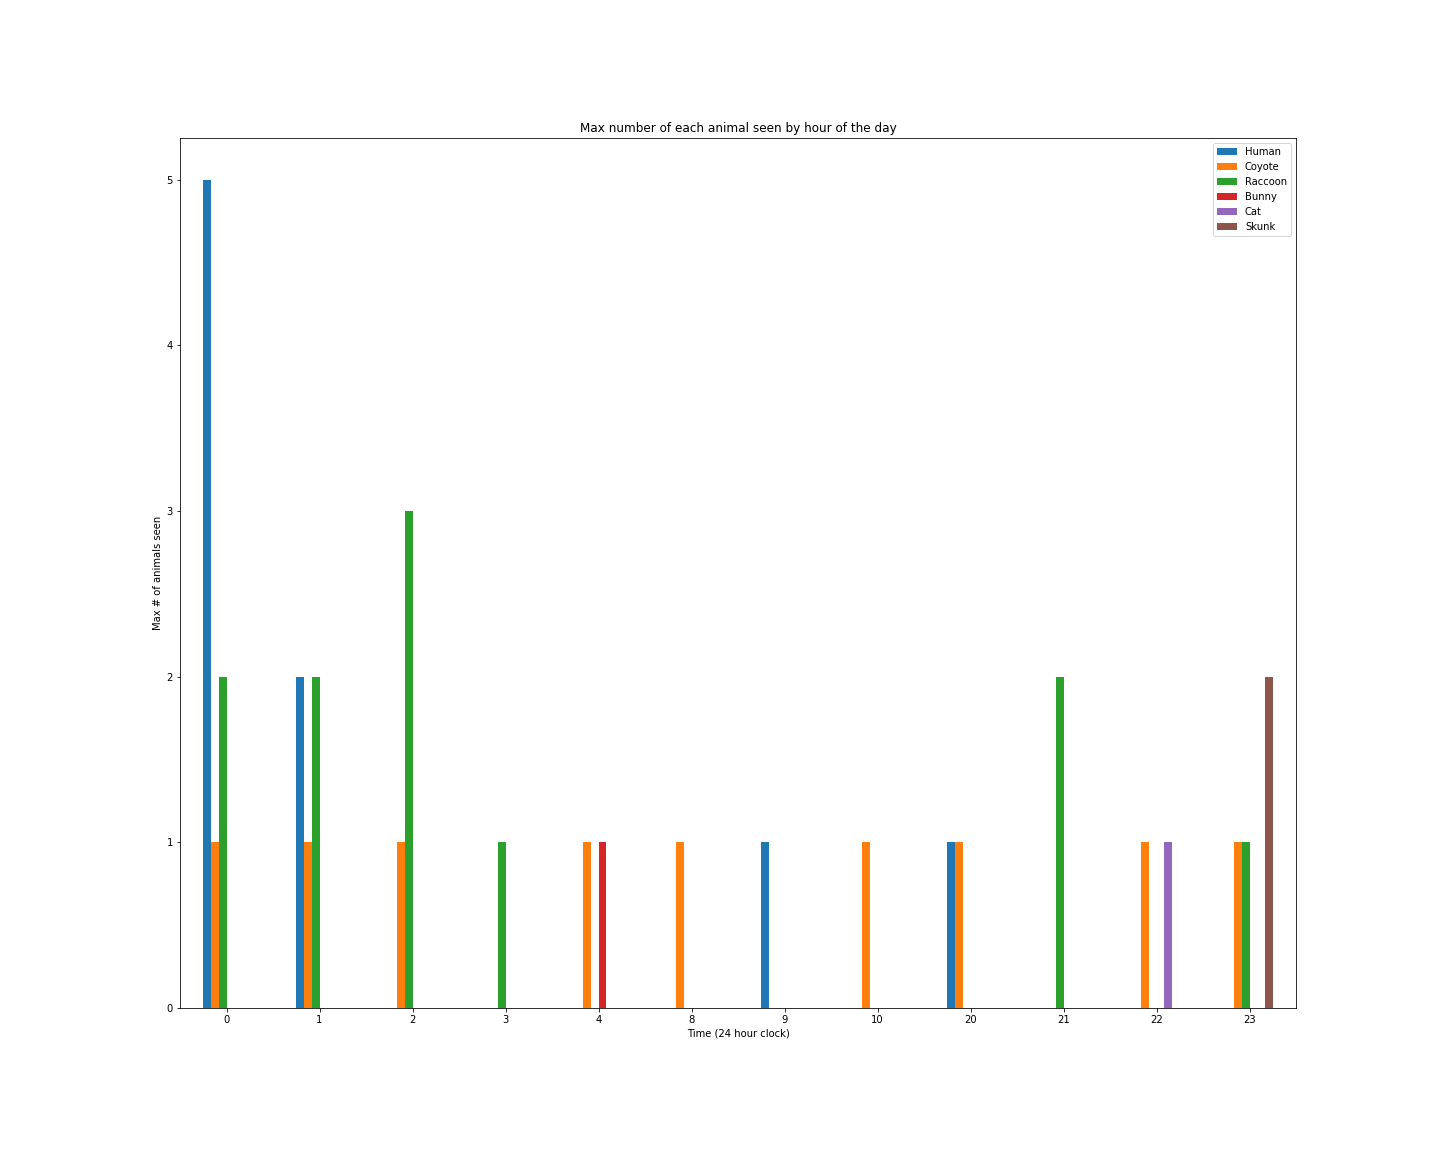 Max number of each animal seen by hour of the day
Human
Coyote
Raccoon
Bunny
Cat
Skunk
5
4
3
2
1
0
Max # of animals seen
0 1 2 3 4 8 9 10 20 21 22 23
Time (24 hour clock)